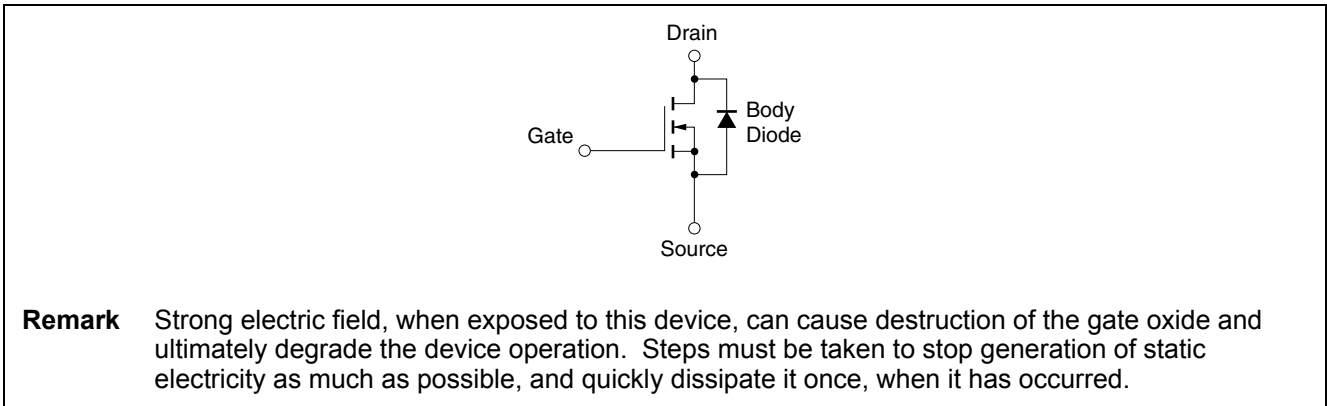 Drain
Body
Diode
Gate
Source
Remark Strong electric field, when exposed to this device, can cause destruction of the gate oxide and
ultimately degrade the device operation. Steps must be taken to stop generation of static
electricity as much as possible, and quickly dissipate it once, when it has occurred.